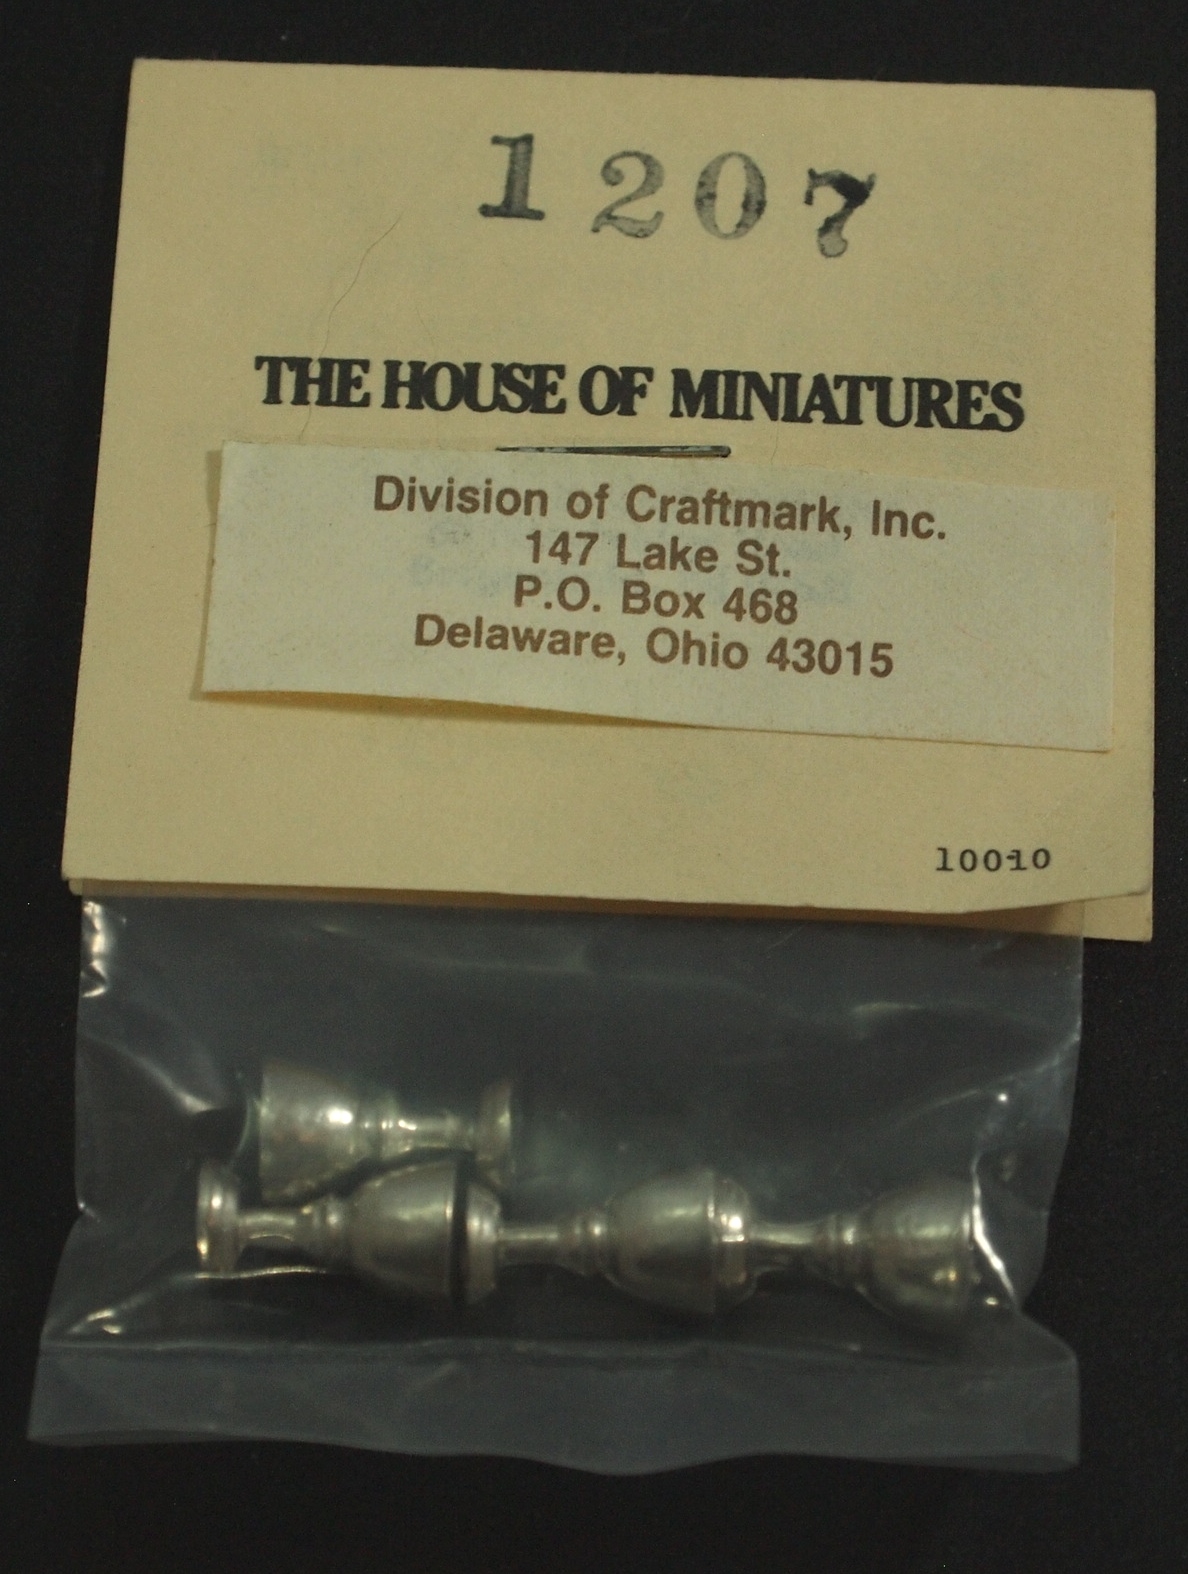 1207
THE HOUSE OF MINIATURES
Division of Craftmark, Inc.
147 Lake St.
P.O. Box 468
Delaware, Ohio 43015
10010